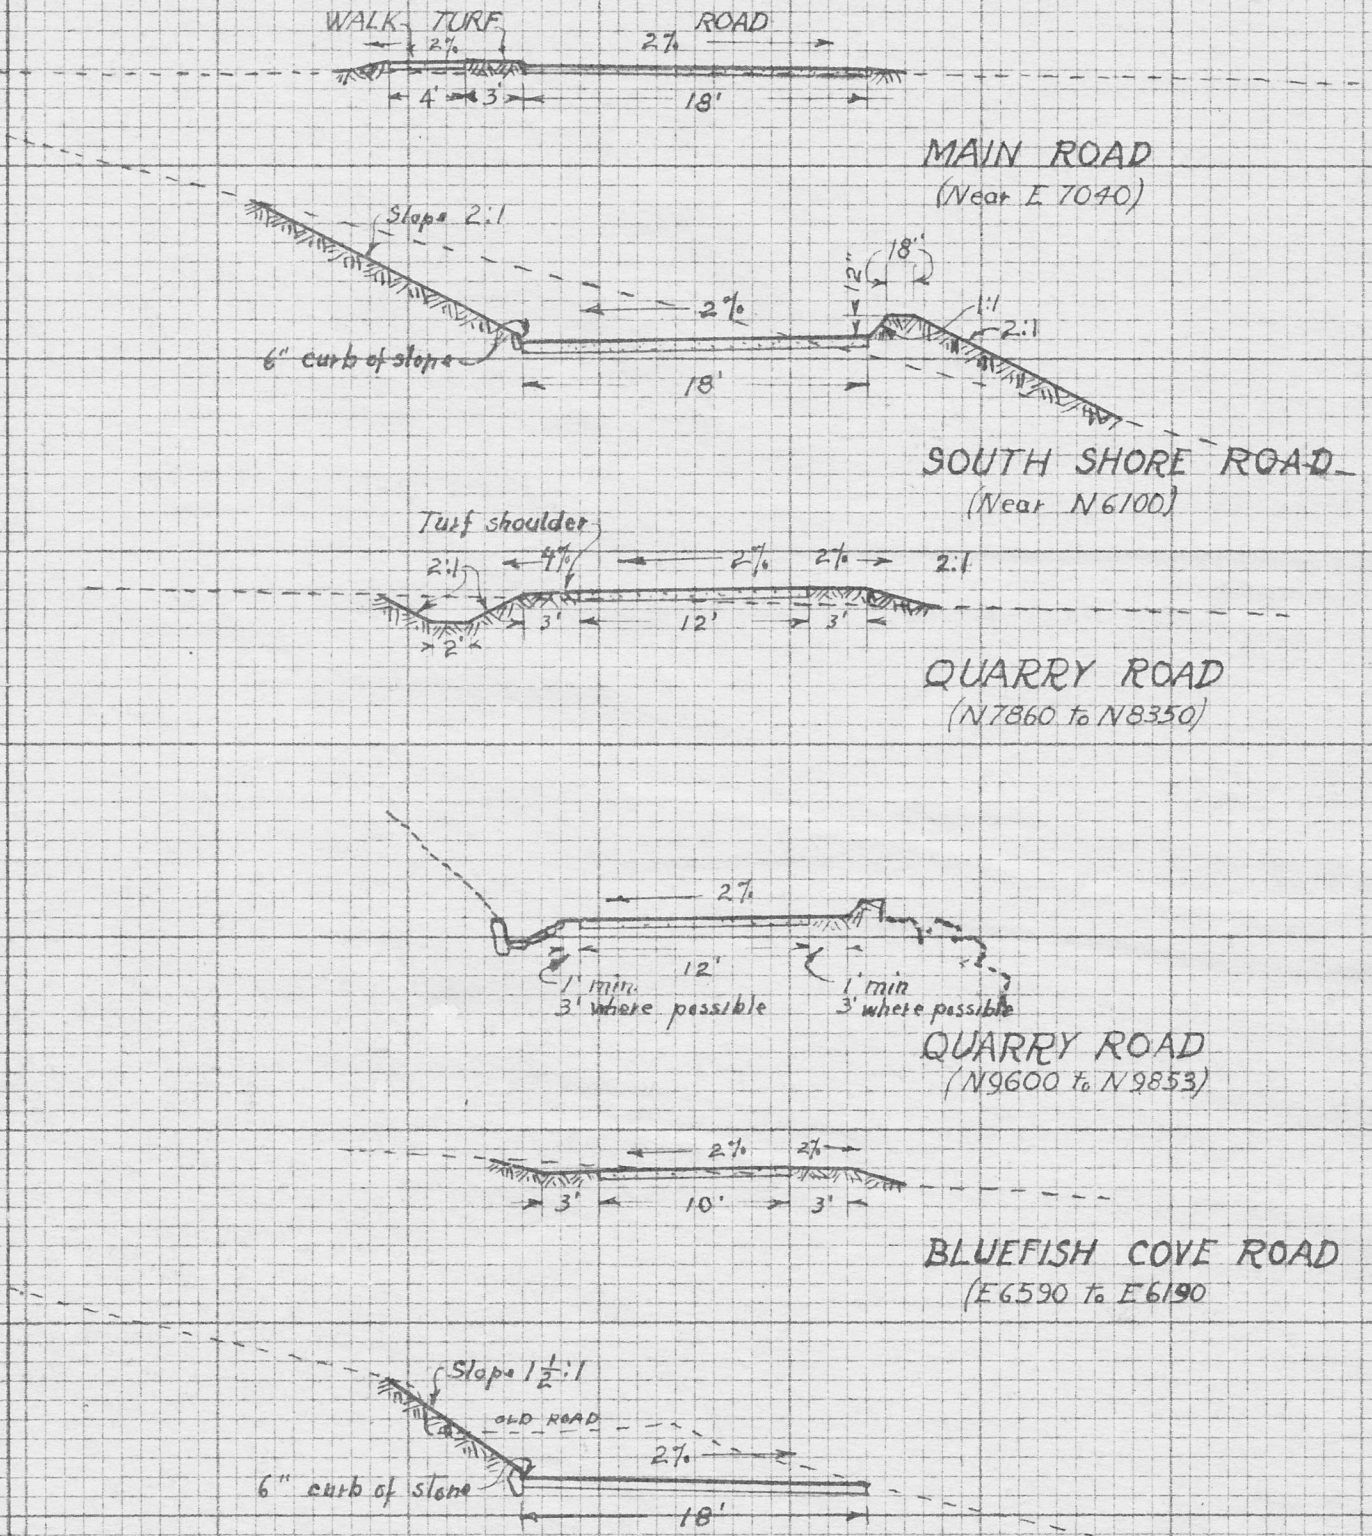 WALK TURF ROAD
2% 2%
4' 3' 18'
MAIN ROAD
(Near E 7040)
Slope 2:1
18"
12"
2%
1:1
2:1
6" curb of slope
18'
SOUTH SHORE ROAD
(Near N6100)
Turf shoulder
2:1 4% 2% 2% 2:1
3' 12' 3'
2'
QUARRY ROAD
(N7860 to N8350)
2%
12'
1' min. 1' min
3' where possible 3' where possible
QUARRY ROAD
(N9600 to N9853)
2% 2%
3' 10' 3'
BLUEFISH COVE ROAD
(E6590 to E6190
Slope 1 1/2:1
OLD ROAD
2%
6" curb of stone
18'